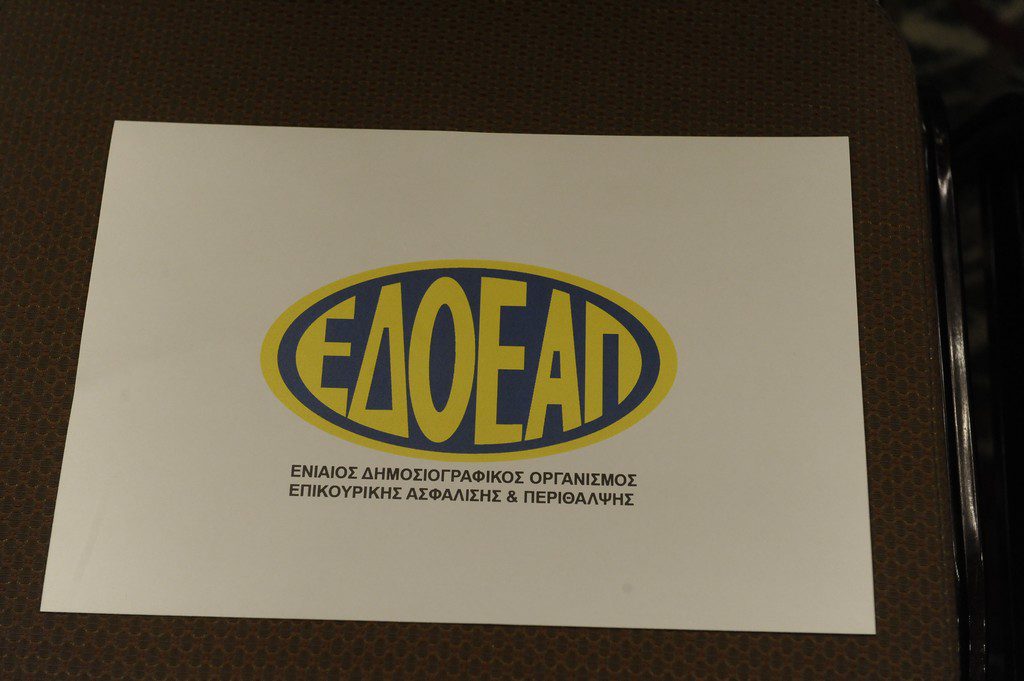 ΕΔΟΕΑΠ
ΕΝΙΑΙΟΣ ΔΗΜΟΣΙΟΓΡΑΦΙΚΟΣ ΟΡΓΑΝΙΣΜΟΣ
ΕΠΙΚΟΥΡΙΚΗΣ ΑΣΦΑΛΙΣΗΣ & ΠΕΡΙΘΑΛΨΗΣ